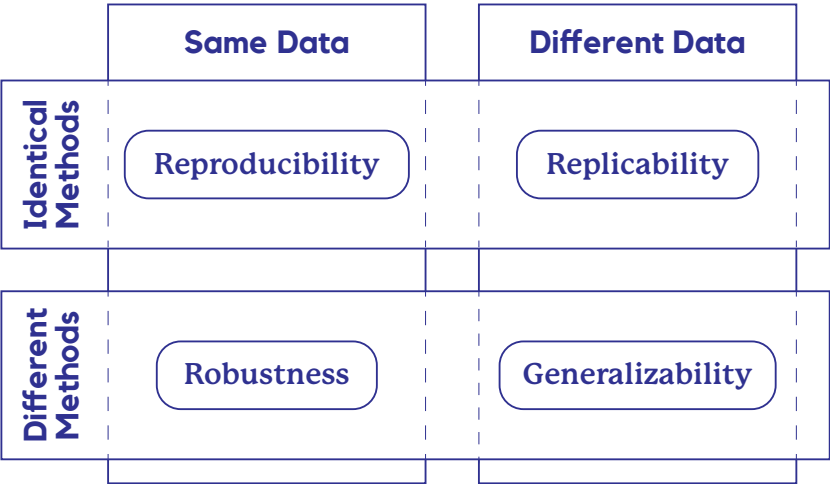 Same Data
Different Data
Identical
Methods
Reproducibility
Replicability
Different
Methods
Robustness
Generalizability